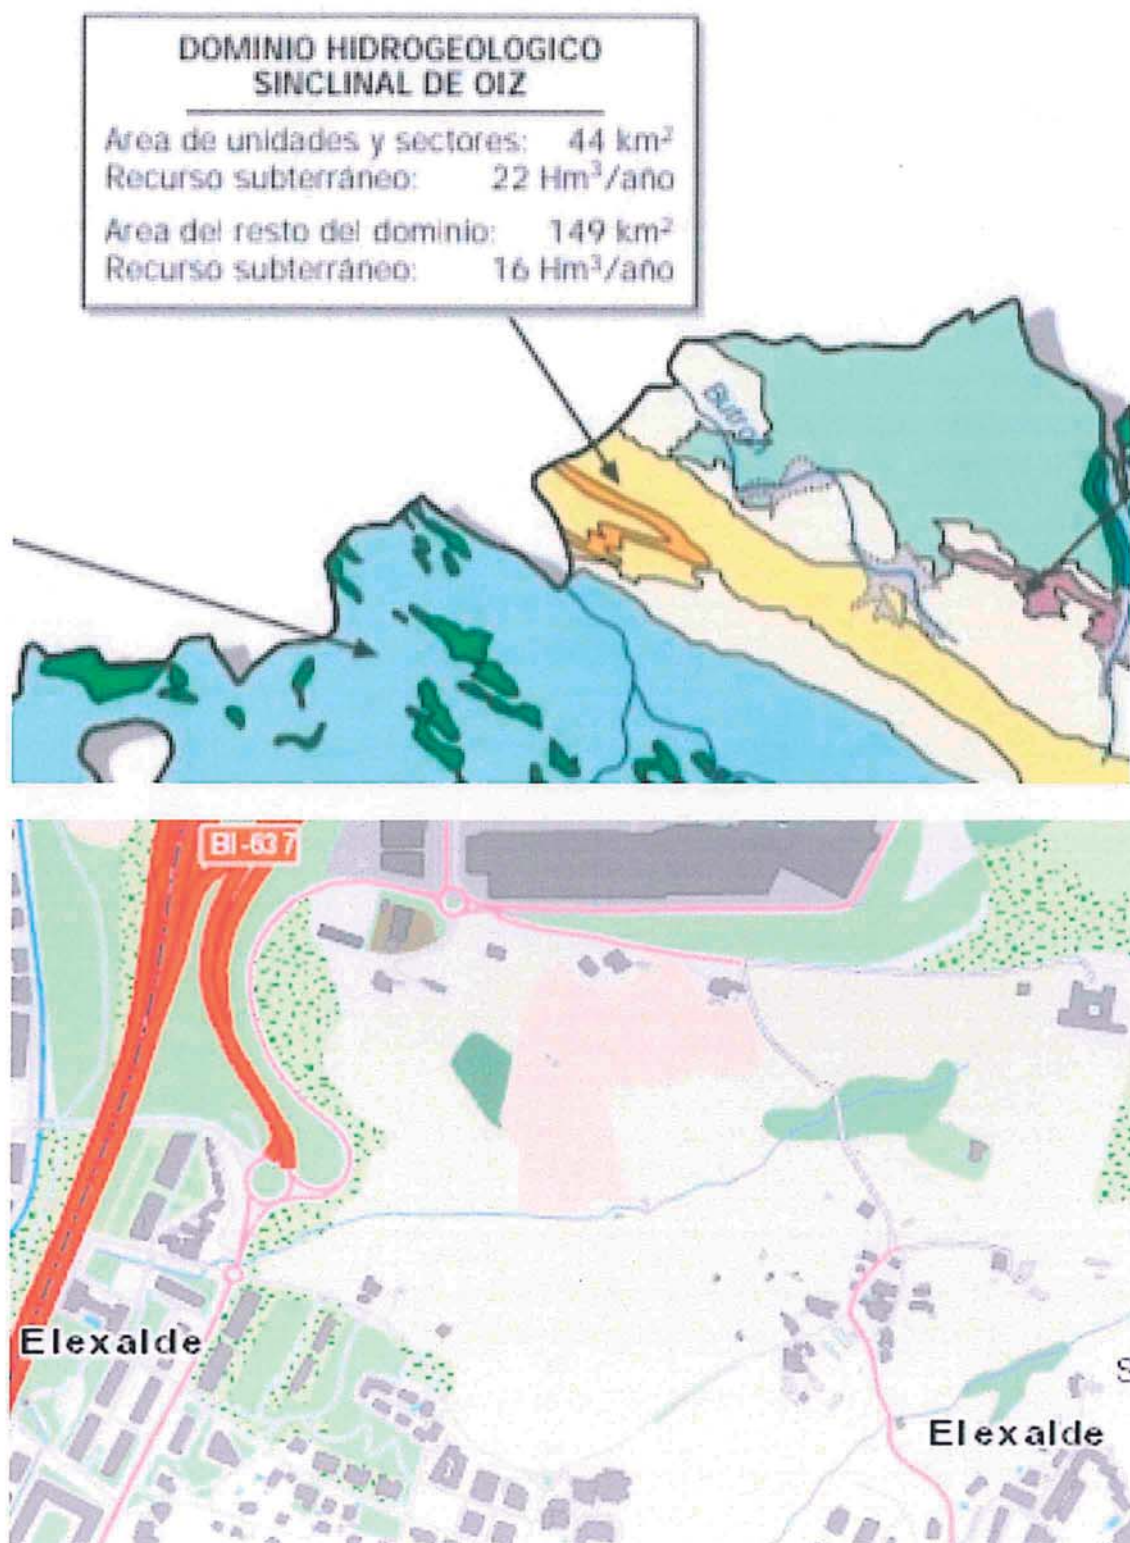 DOMINIO HIDROGEOLOGICO
SINCLINAL DE OIZ
Area de unidades y sectores: 44 km²
Recurso subterráneo: 22 Hm³/año
Area del resto del dominio: 149 km²
Recurso subterráneo: 16 Hm³/año
BI-637
Elexalde
S
Elexalde